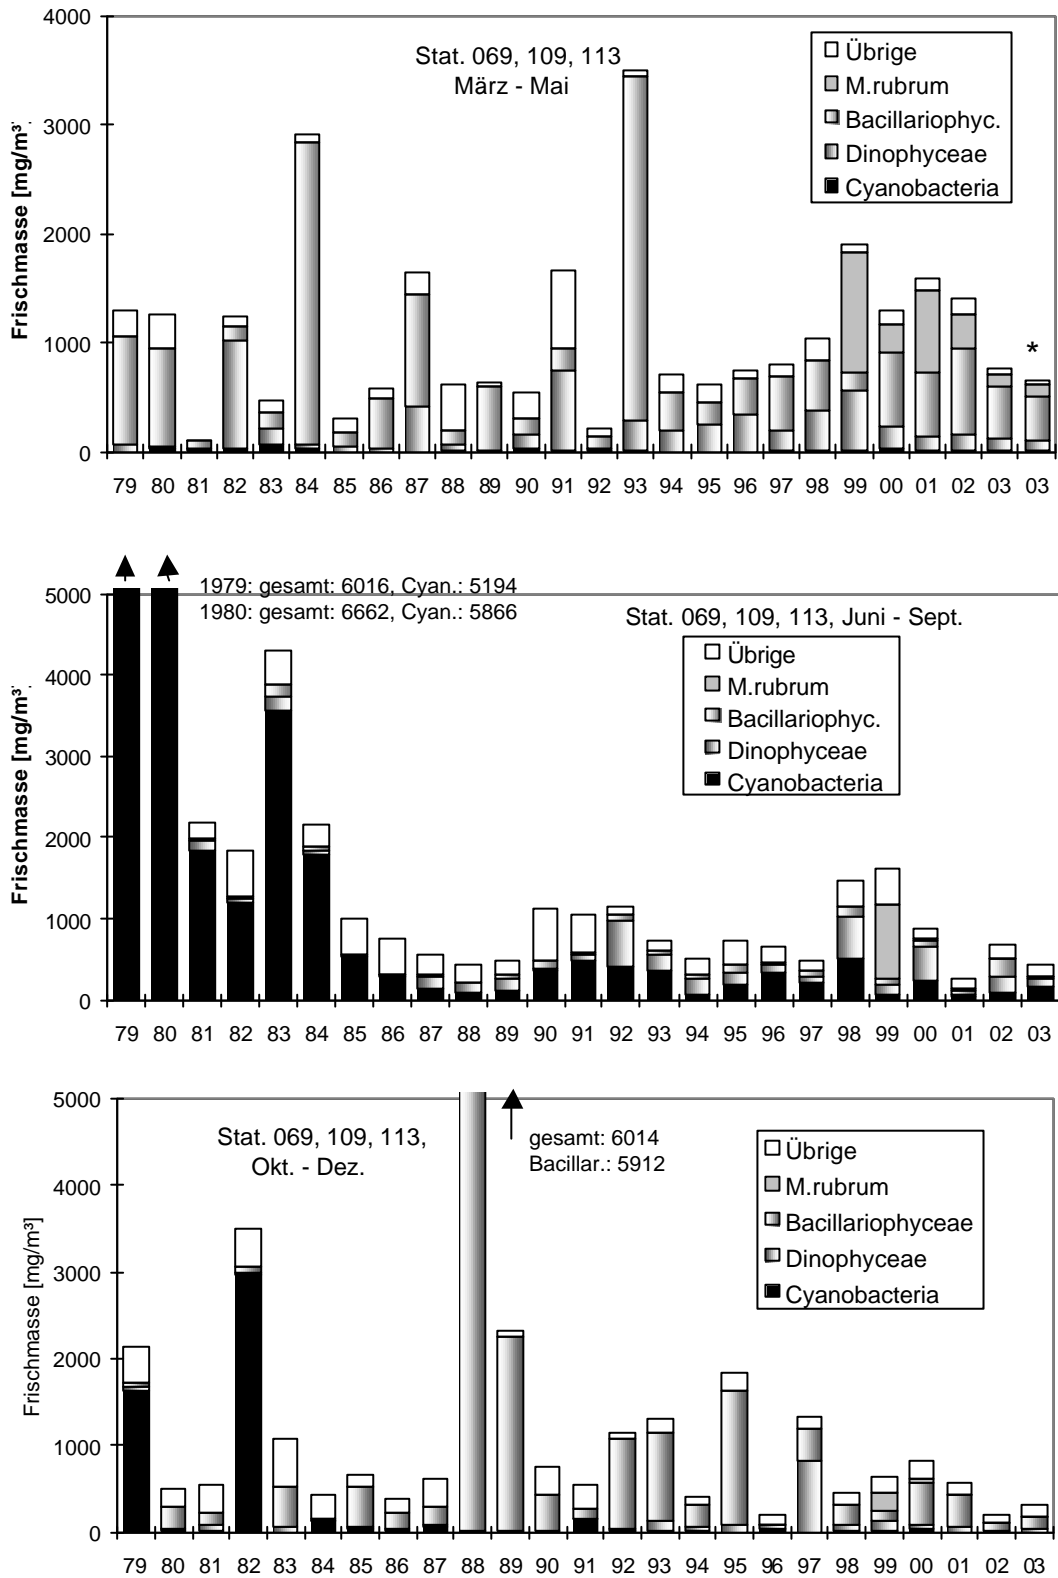 4000
3000
2000
1000
0
Frischmasse [mg/m³]
Stat. 069, 109, 113
März - Mai
Übrige
M.rubrum
Bacillariophyc.
Dinophyceae
Cyanobacteria
*
79 80 81 82 83 84 85 86 87 88 89 90 91 92 93 94 95 96 97 98 99 00 01 02 03 03
5000
4000
3000
2000
1000
0
Frischmasse [mg/m³]
1979: gesamt: 6016, Cyan.: 5194
1980: gesamt: 6662, Cyan.: 5866
Stat. 069, 109, 113, Juni - Sept.
Übrige
M.rubrum
Bacillariophyc.
Dinophyceae
Cyanobacteria
79 80 81 82 83 84 85 86 87 88 89 90 91 92 93 94 95 96 97 98 99 00 01 02 03
5000
4000
3000
2000
1000
0
Frischmasse [mg/m³]
Stat. 069, 109, 113,
Okt. - Dez.
gesamt: 6014
Bacillar.: 5912
Übrige
M.rubrum
Bacillariophyceae
Dinophyceae
Cyanobacteria
79 80 81 82 83 84 85 86 87 88 89 90 91 92 93 94 95 96 97 98 99 00 01 02 03